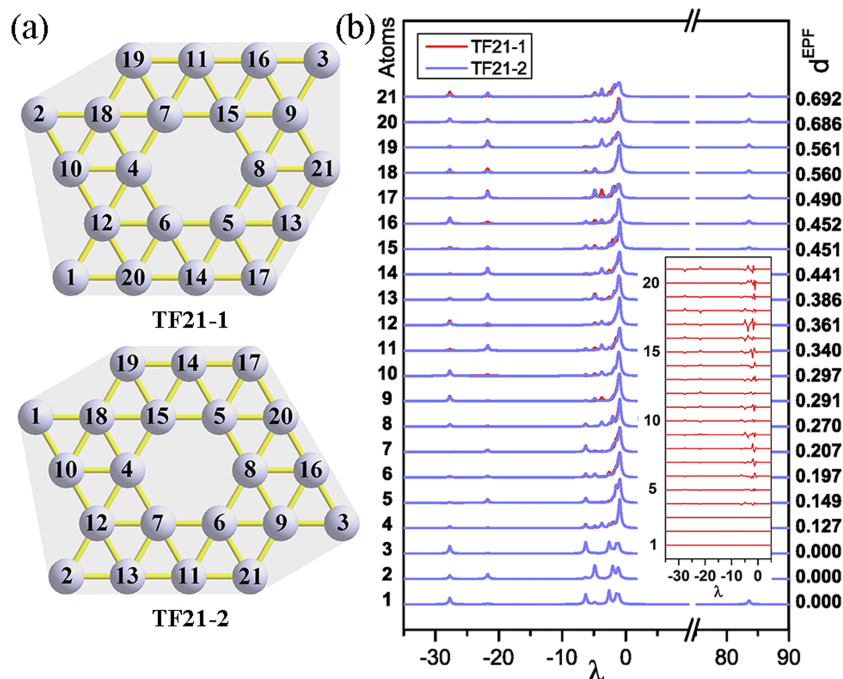 (a)
19 11 16 3
2 18 7 15 9
10 4 8 21
12 6 5 13
1 20 14 17
TF21-1
19 14 17
1 18 15 5 20
10 4 8 16
12 7 6 9 3
2 13 11 21
TF21-2
(b)
Atoms
TF21-1
TF21-2
d^EPF
21 0.692
20 0.686
19 0.561
18 0.560
17 0.490
16 0.452
15 0.451
14 0.441
13 0.386
12 0.361
11 0.340
10 0.297
9 0.291
8 0.270
7 0.207
6 0.197
5 0.149
4 0.127
3 0.000
2 0.000
1 0.000
20
15
10
5
1
-30 -20 -10 0
λ
-30 -20 -10 0 80 90
λ